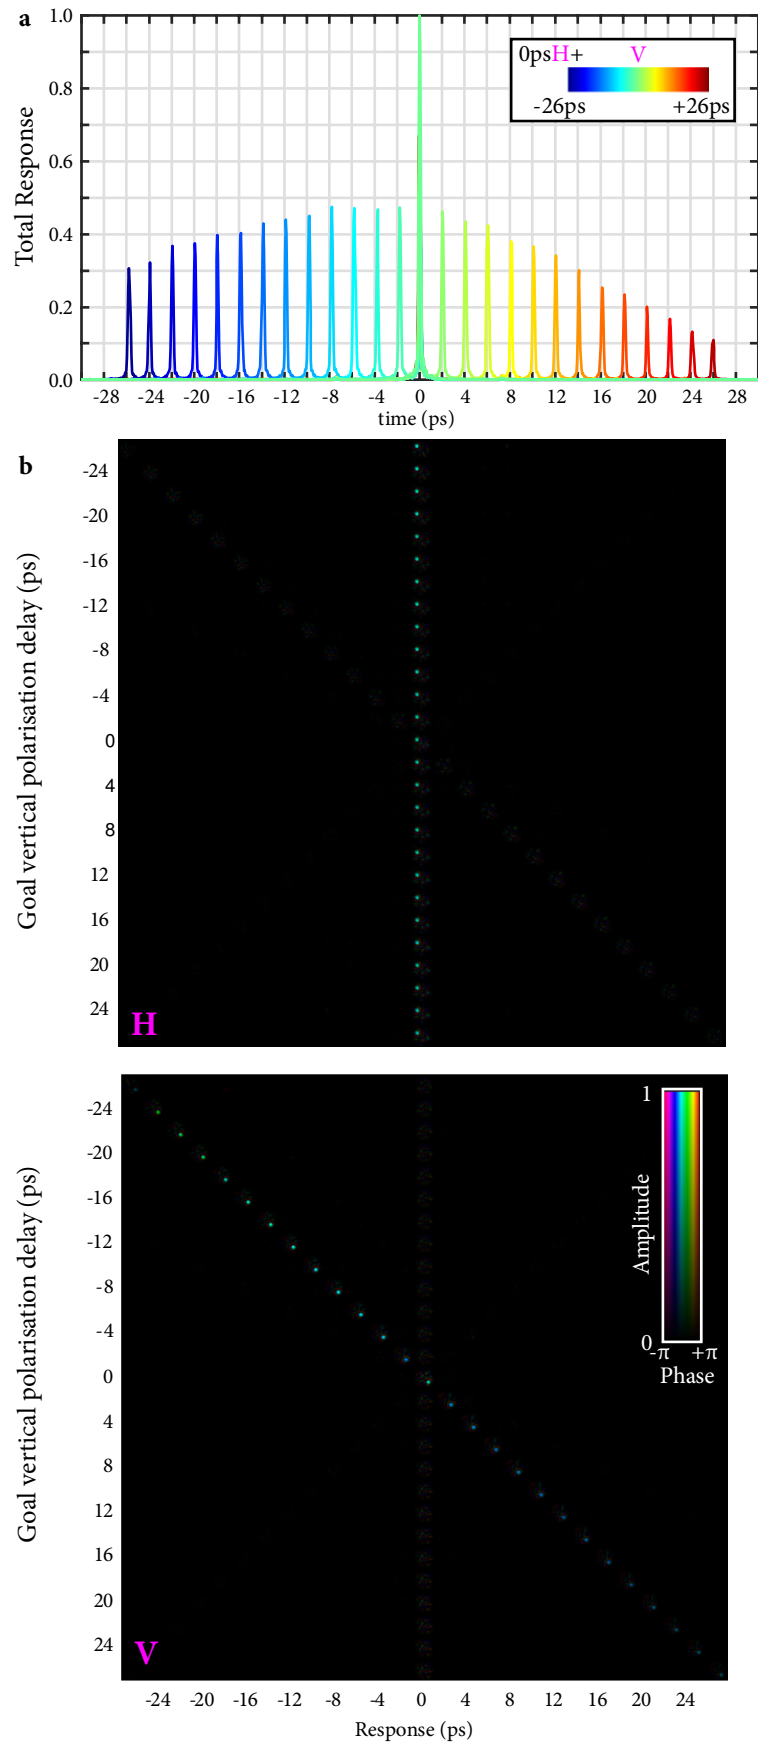 a
1.0
0.8
0.6
0.4
0.2
0.0
Total Response
0psH+ V
-26ps +26ps
-28 -24 -20 -16 -12 -8 -4 0 4 8 12 16 20 24 28
time (ps)
b
-24
-20
-16
-12
-8
-4
0
4
8
12
16
20
24
Goal vertical polarisation delay (ps)
H
-24
-20
-16
-12
-8
-4
0
4
8
12
16
20
24
Goal vertical polarisation delay (ps)
1
Amplitude
0
-π +π
Phase
V
-24 -20 -16 -12 -8 -4 0 4 8 12 16 20 24
Response (ps)